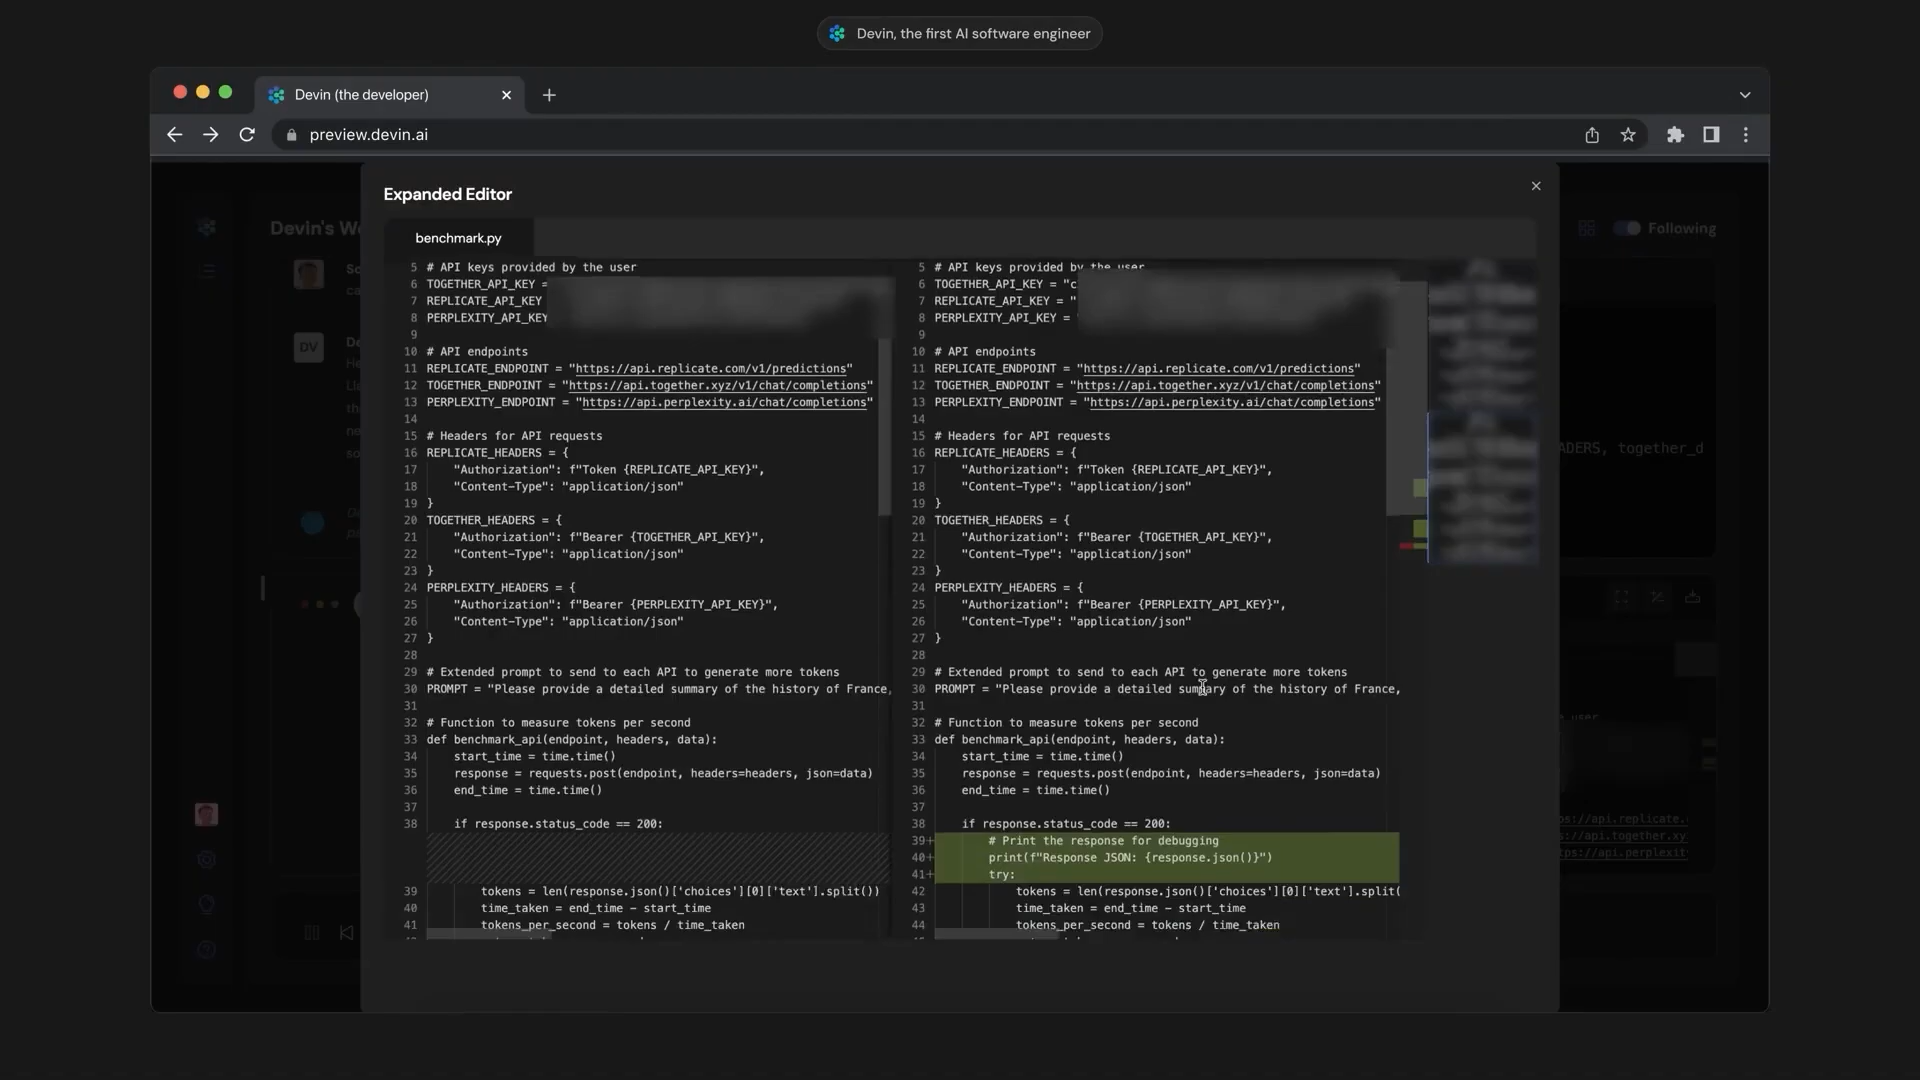 Devin, the first AI software engineer
Devin (the developer)
preview.devin.ai
Expanded Editor
Devin's
Following
benchmark.py
5 # API keys provided by the user
6 TOGETHER_API_KEY =
7 REPLICATE_API_KEY
8 PERPLEXITY_API_KEY
9
10 # API endpoints
11 REPLICATE_ENDPOINT = "https://api.replicate.com/v1/predictions"
12 TOGETHER_ENDPOINT = "https://api.together.xyz/v1/chat/completions"
13 PERPLEXITY_ENDPOINT = "https://api.perplexity.ai/chat/completions"
14
15 # Headers for API requests
16 REPLICATE_HEADERS = {
17 "Authorization": f"Token {REPLICATE_API_KEY}",
18 "Content-Type": "application/json"
19 }
20 TOGETHER_HEADERS = {
21 "Authorization": f"Bearer {TOGETHER_API_KEY}",
22 "Content-Type": "application/json"
23 }
24 PERPLEXITY_HEADERS = {
25 "Authorization": f"Bearer {PERPLEXITY_API_KEY}",
26 "Content-Type": "application/json"
27 }
28
29 # Extended prompt to send to each API to generate more tokens
30 PROMPT = "Please provide a detailed summary of the history of France,
31
32 # Function to measure tokens per second
33 def benchmark_api(endpoint, headers, data):
34 start_time = time.time()
35 response = requests.post(endpoint, headers=headers, json=data)
36 end_time = time.time()
37
38 if response.status_code == 200:
39 tokens = len(response.json()['choices'][0]['text'].split())
40 time_taken = end_time - start_time
41 tokens_per_second = tokens / time_taken
5 # API keys provided by the user
6 TOGETHER_API_KEY = "c
7 REPLICATE_API_KEY = "
8 PERPLEXITY_API_KEY =
9
10 # API endpoints
11 REPLICATE_ENDPOINT = "https://api.replicate.com/v1/predictions"
12 TOGETHER_ENDPOINT = "https://api.together.xyz/v1/chat/completions"
13 PERPLEXITY_ENDPOINT = "https://api.perplexity.ai/chat/completions"
14
15 # Headers for API requests
16 REPLICATE_HEADERS = {
17 "Authorization": f"Token {REPLICATE_API_KEY}",
18 "Content-Type": "application/json"
19 }
20 TOGETHER_HEADERS = {
21 "Authorization": f"Bearer {TOGETHER_API_KEY}",
22 "Content-Type": "application/json"
23 }
24 PERPLEXITY_HEADERS = {
25 "Authorization": f"Bearer {PERPLEXITY_API_KEY}",
26 "Content-Type": "application/json"
27 }
28
29 # Extended prompt to send to each API to generate more tokens
30 PROMPT = "Please provide a detailed summary of the history of France,
31
32 # Function to measure tokens per second
33 def benchmark_api(endpoint, headers, data):
34 start_time = time.time()
35 response = requests.post(endpoint, headers=headers, json=data)
36 end_time = time.time()
37
38 if response.status_code == 200:
39+ # Print the response for debugging
40+ print(f"Response JSON: {response.json()}")
41+ try:
42 tokens = len(response.json()['choices'][0]['text'].split(
43 time_taken = end_time - start_time
44 tokens_per_second = tokens / time_taken
DV
ADERS, together_d